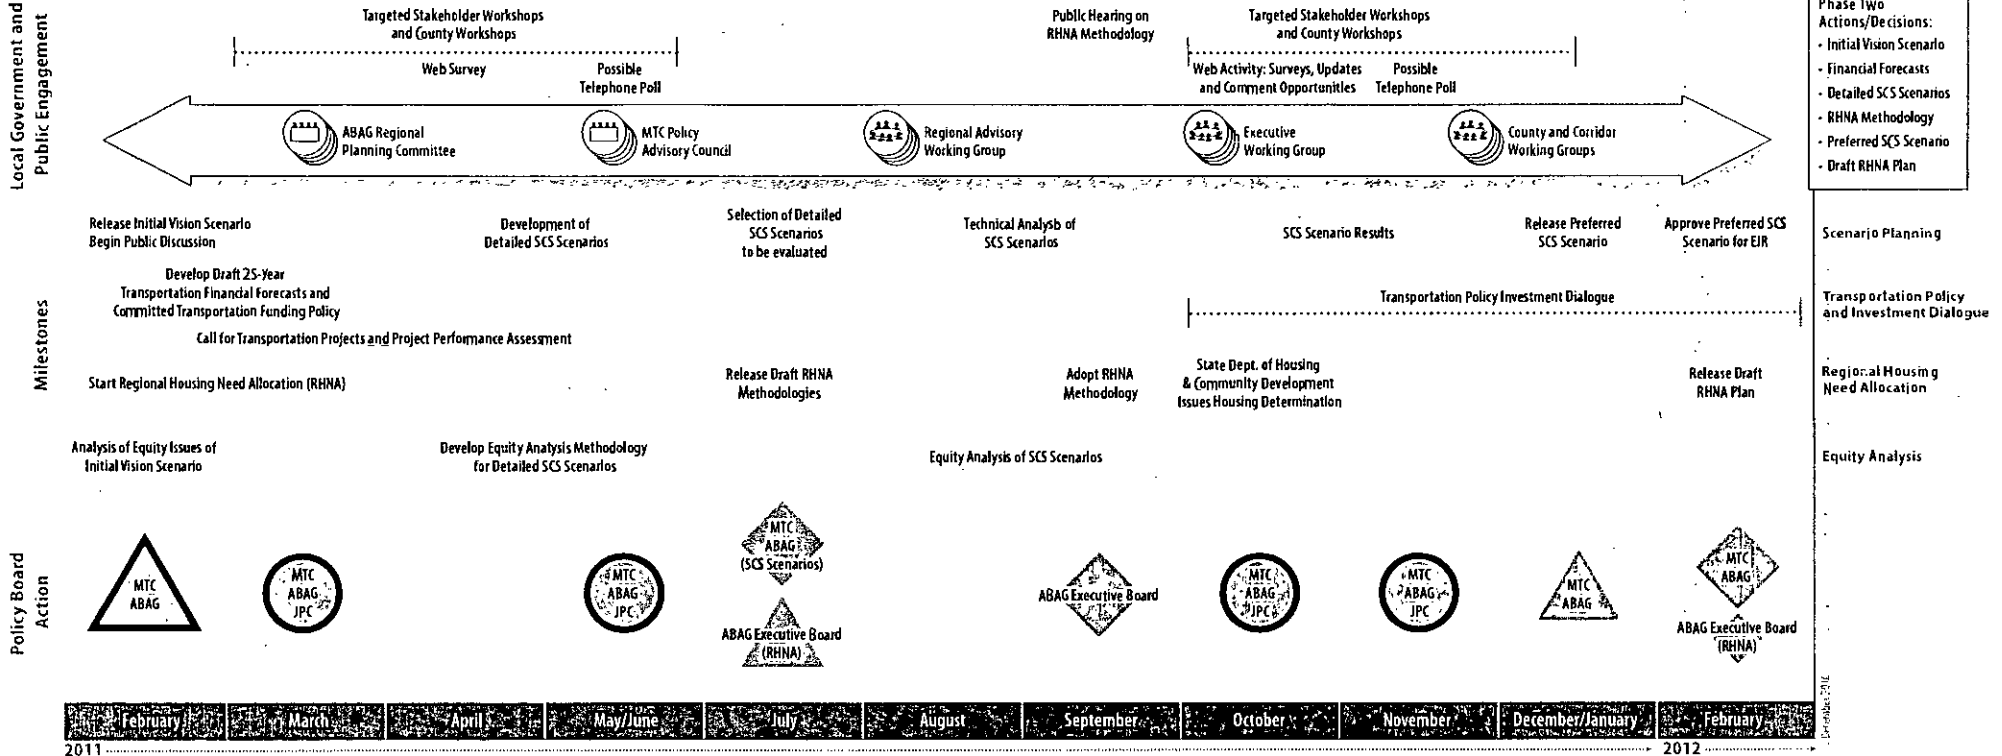 Local Government and
Public Engagement
Targeted Stakeholder Workshops
and County Workshops
Web Survey
Possible
Telephone Poll
Public Hearing on
RHNA Methodology
Targeted Stakeholder Workshops
and County Workshops
Web Activity: Surveys, Updates
and Comment Opportunities
Possible
Telephone Poll
Phase Two
Actions/Decisions:
• Initial Vision Scenario
• Financial Forecasts
• Detailed SCS Scenarios
• RHNA Methodology
• Preferred SCS Scenario
• Draft RHNA Plan
ABAG Regional
Planning Committee
MTC Policy
Advisory Council
Regional Advisory
Working Group
Executive
Working Group
County and Corridor
Working Groups
Milestones
Release Initial Vision Scenario
Begin Public Discussion
Development of
Detailed SCS Scenarios
Selection of Detailed
SCS Scenarios
to be evaluated
Technical Analysis of
SCS Scenarios
SCS Scenario Results
Release Preferred
SCS Scenario
Approve Preferred SCS
Scenario for EIR
Scenario Planning
Develop Draft 25-Year
Transportation Financial Forecasts and
Committed Transportation Funding Policy
Call for Transportation Projects and Project Performance Assessment
Transportation Policy Investment Dialogue
Transportation Policy
and Investment Dialogue
Start Regional Housing Need Allocation (RHNA)
Release Draft RHNA
Methodologies
Adopt RHNA
Methodology
State Dept. of Housing
& Community Development
Issues Housing Determination
Release Draft
RHNA Plan
Regional Housing
Need Allocation
Analysis of Equity Issues of
Initial Vision Scenario
Develop Equity Analysis Methodology
for Detailed SCS Scenarios
Equity Analysis of SCS Scenarios
Equity Analysis
Policy Board
Action
MTC
ABAG
MTC
ABAG
JPC
MTC
ABAG
JPC
MTC
ABAG
(SCS Scenarios)
ABAG Executive Board
(RHNA)
ABAG Executive Board
MTC
ABAG
JPC
MTC
ABAG
JPC
MTC
ABAG
MTC
ABAG
ABAG Executive Board
(RHNA)
February
March
April
May/June
July
August
September
October
November
December/January
February
2011
2012